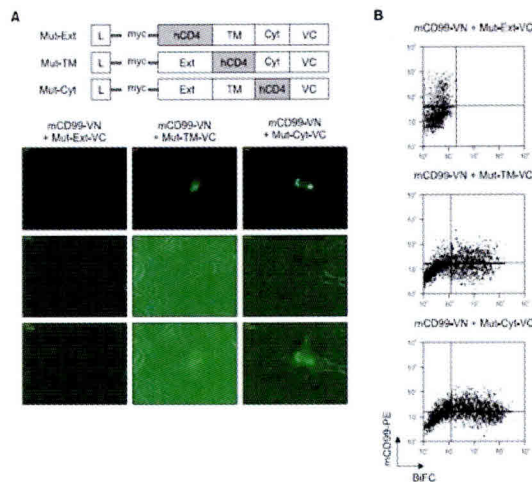 A
Mut-Ext L myc hCD4 TM Cyt VC
Mut-TM L myc Ext hCD4 Cyt VC
Mut-Cyt L myc Ext TM hCD4 VC
mCD99-VN + Mut-Ext-VC
mCD99-VN + Mut-TM-VC
mCD99-VN + Mut-Cyt-VC
B
mCD99-VN + Mut-Ext-VC
mCD99-VN + Mut-TM-VC
mCD99-VN + Mut-Cyt-VC
mCD99-PE
BiFC